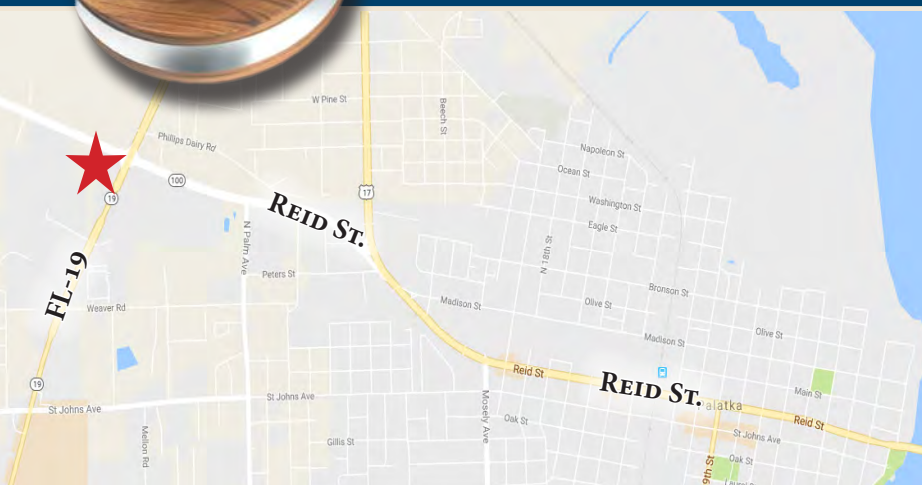 W Pine St
Beech St
Phillips Dairy Rd
Napoleon St
Ocean St
100
17
19
Washington St
REID ST.
Eagle St
N Palm Ave
N 18th St
FL-19
Peters St
Bronson St
Weaver Rd
Madison St
Olive St
Olive St
Madison St
Reid St
REID ST.
19
Main St
St Johns Ave
St Johns Ave
Mosely Ave
Oak St
Reid St
St Johns Ave
Mellon Rd
Gillis St
9th St
Oak St